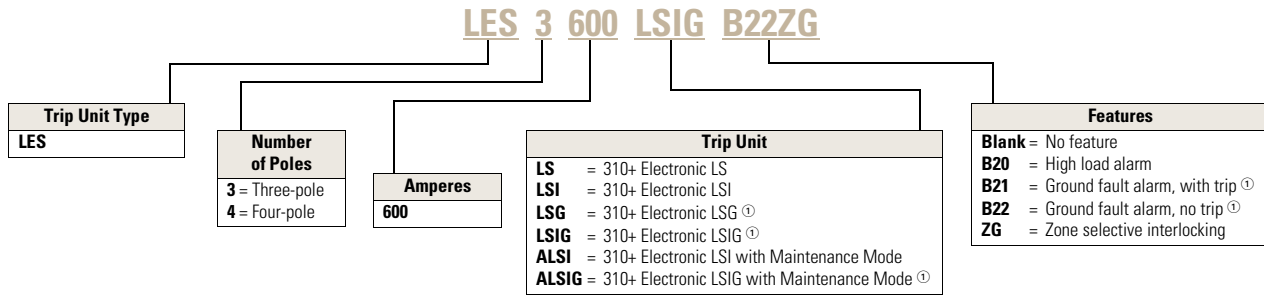 LES 3 600 LSIG B22ZG
Trip Unit Type
LES
Number
of Poles
3 = Three-pole
4 = Four-pole
Amperes
600
Trip Unit
LS = 310+ Electronic LS
LSI = 310+ Electronic LSI
LSG = 310+ Electronic LSG ①
LSIG = 310+ Electronic LSIG ①
ALSI = 310+ Electronic LSI with Maintenance Mode
ALSIG = 310+ Electronic LSIG with Maintenance Mode ①
Features
Blank = No feature
B20 = High load alarm
B21 = Ground fault alarm, with trip ①
B22 = Ground fault alarm, no trip ①
ZG = Zone selective interlocking